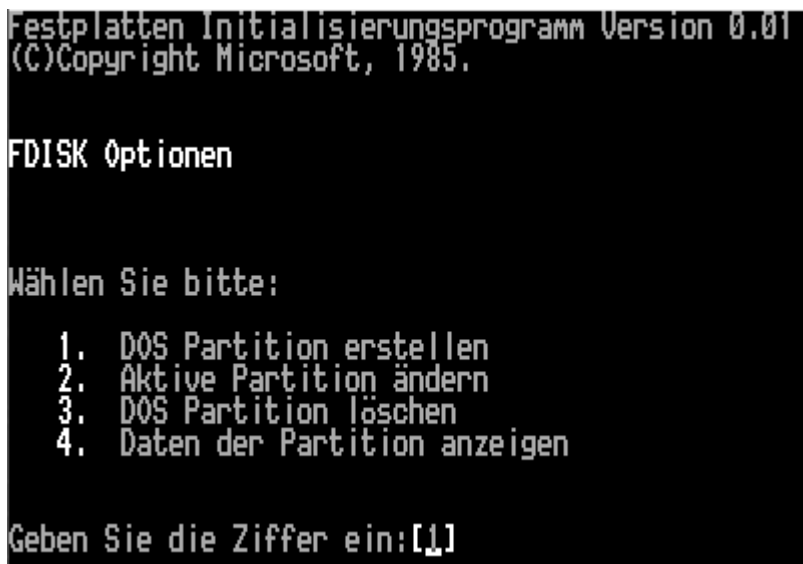 Festplatten Initialisierungsprogramm Version 0.01
(C)Copyright Microsoft, 1985.
FDISK Optionen
Wählen Sie bitte:
1. DOS Partition erstellen
2. Aktive Partition ändern
3. DOS Partition löschen
4. Daten der Partition anzeigen
Geben Sie die Ziffer ein:[1]